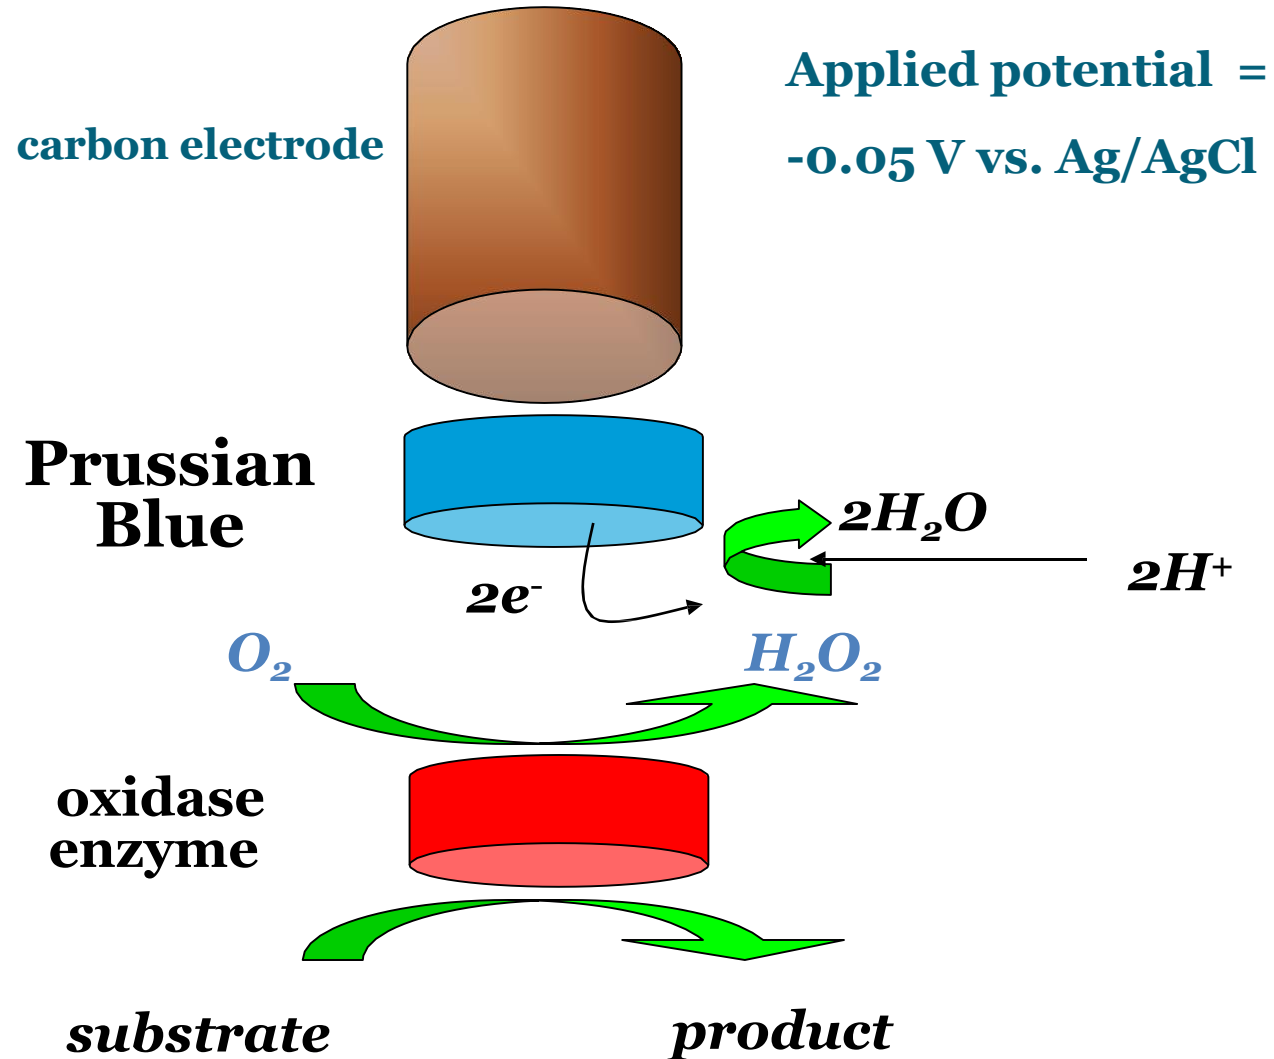 Applied potential =
-0.05 V vs. Ag/AgCl
carbon electrode
Prussian
Blue
2H₂O
2H⁺
2e⁻
O₂
H₂O₂
oxidase
enzyme
substrate
product